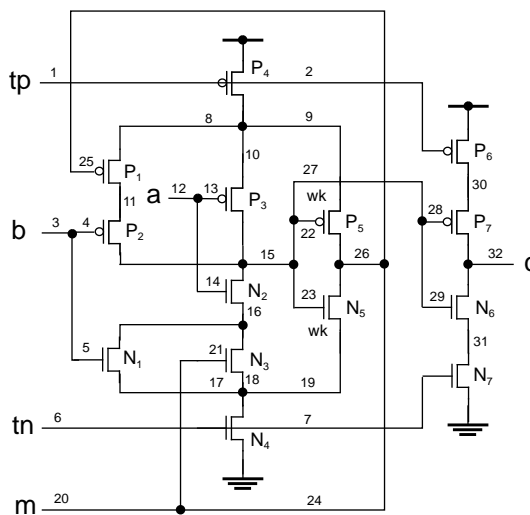 tp 1 P4 2
8 9
10 27 P6
25 P1 wk 30
11 a 12 13 P3 28 P7
b 3 4 P2 22 P5
15 26 32
14 N2 23 29 N6
16 N5
5 N1 21 N3 wk 31
17 18 19 N7
tn 6 7
N4
m 20 24